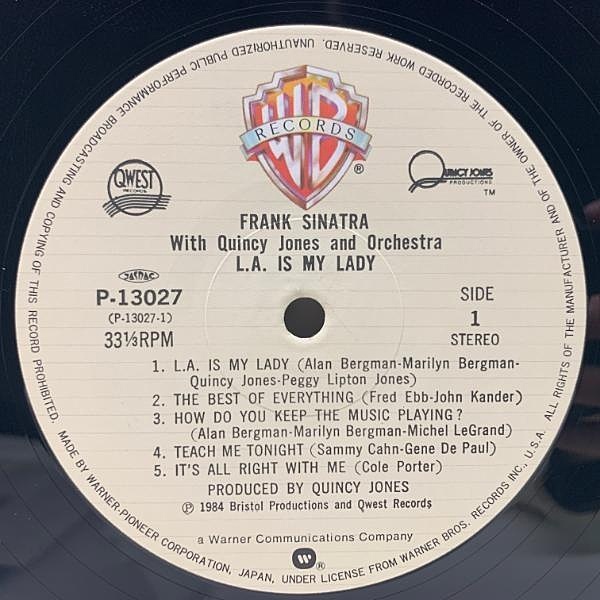 UNAUTHORIZED PUBLIC PERFORMANCE BROADCASTING AND COPYING OF THIS RECORD PROHIBITED. MADE BY WARNER-PIONEER CORPORATION, JAPAN, UNDER LICENSE FROM WARNER BROS. RECORDS INC., U.S.A. ALL RIGHTS OF THE MANUFACTURER AND OF THE OWNER OF THE RECORDED WORK RESERVED.
WB
RECORDS
®
QWEST
RECORDS
QUINCY JONES
PRODUCTIONS
TM
FRANK SINATRA
With Quincy Jones and Orchestra
L.A. IS MY LADY
JASRAC
P-13027
(P-13027-1)
33⅓RPM
SIDE
1
STEREO
1. L.A. IS MY LADY (Alan Bergman-Marilyn Bergman-
Quincy Jones-Peggy Lipton Jones)
2. THE BEST OF EVERYTHING (Fred Ebb-John Kander)
3. HOW DO YOU KEEP THE MUSIC PLAYING?
(Alan Bergman-Marilyn Bergman-Michel LeGrand)
4. TEACH ME TONIGHT (Sammy Cahn-Gene De Paul)
5. IT'S ALL RIGHT WITH ME (Cole Porter)
PRODUCED BY QUINCY JONES
℗ 1984 Bristol Productions and Qwest Records
a Warner Communications Company
®